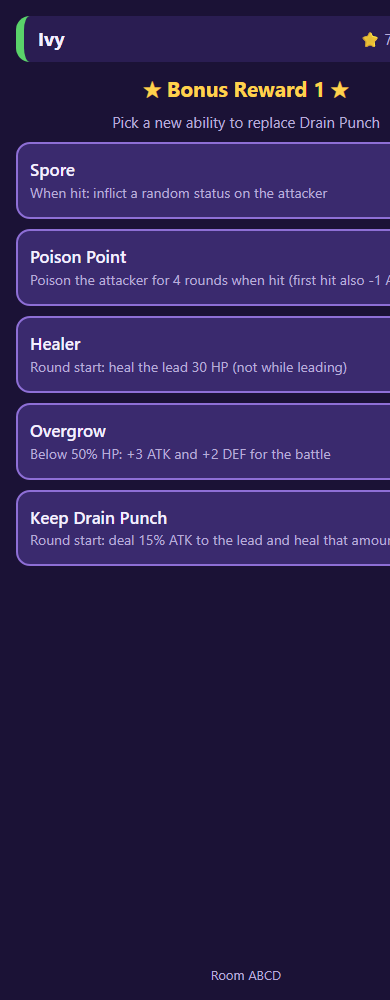 Ivy
★ Bonus Reward 1 ★
Pick a new ability to replace Drain Punch
Spore
When hit: inflict a random status on the attacker
Poison Point
Poison the attacker for 4 rounds when hit (first hit also -1
Healer
Round start: heal the lead 30 HP (not while leading)
Overgrow
Below 50% HP: +3 ATK and +2 DEF for the battle
Keep Drain Punch
Round start: deal 15% ATK to the lead and heal that
Room ABCD